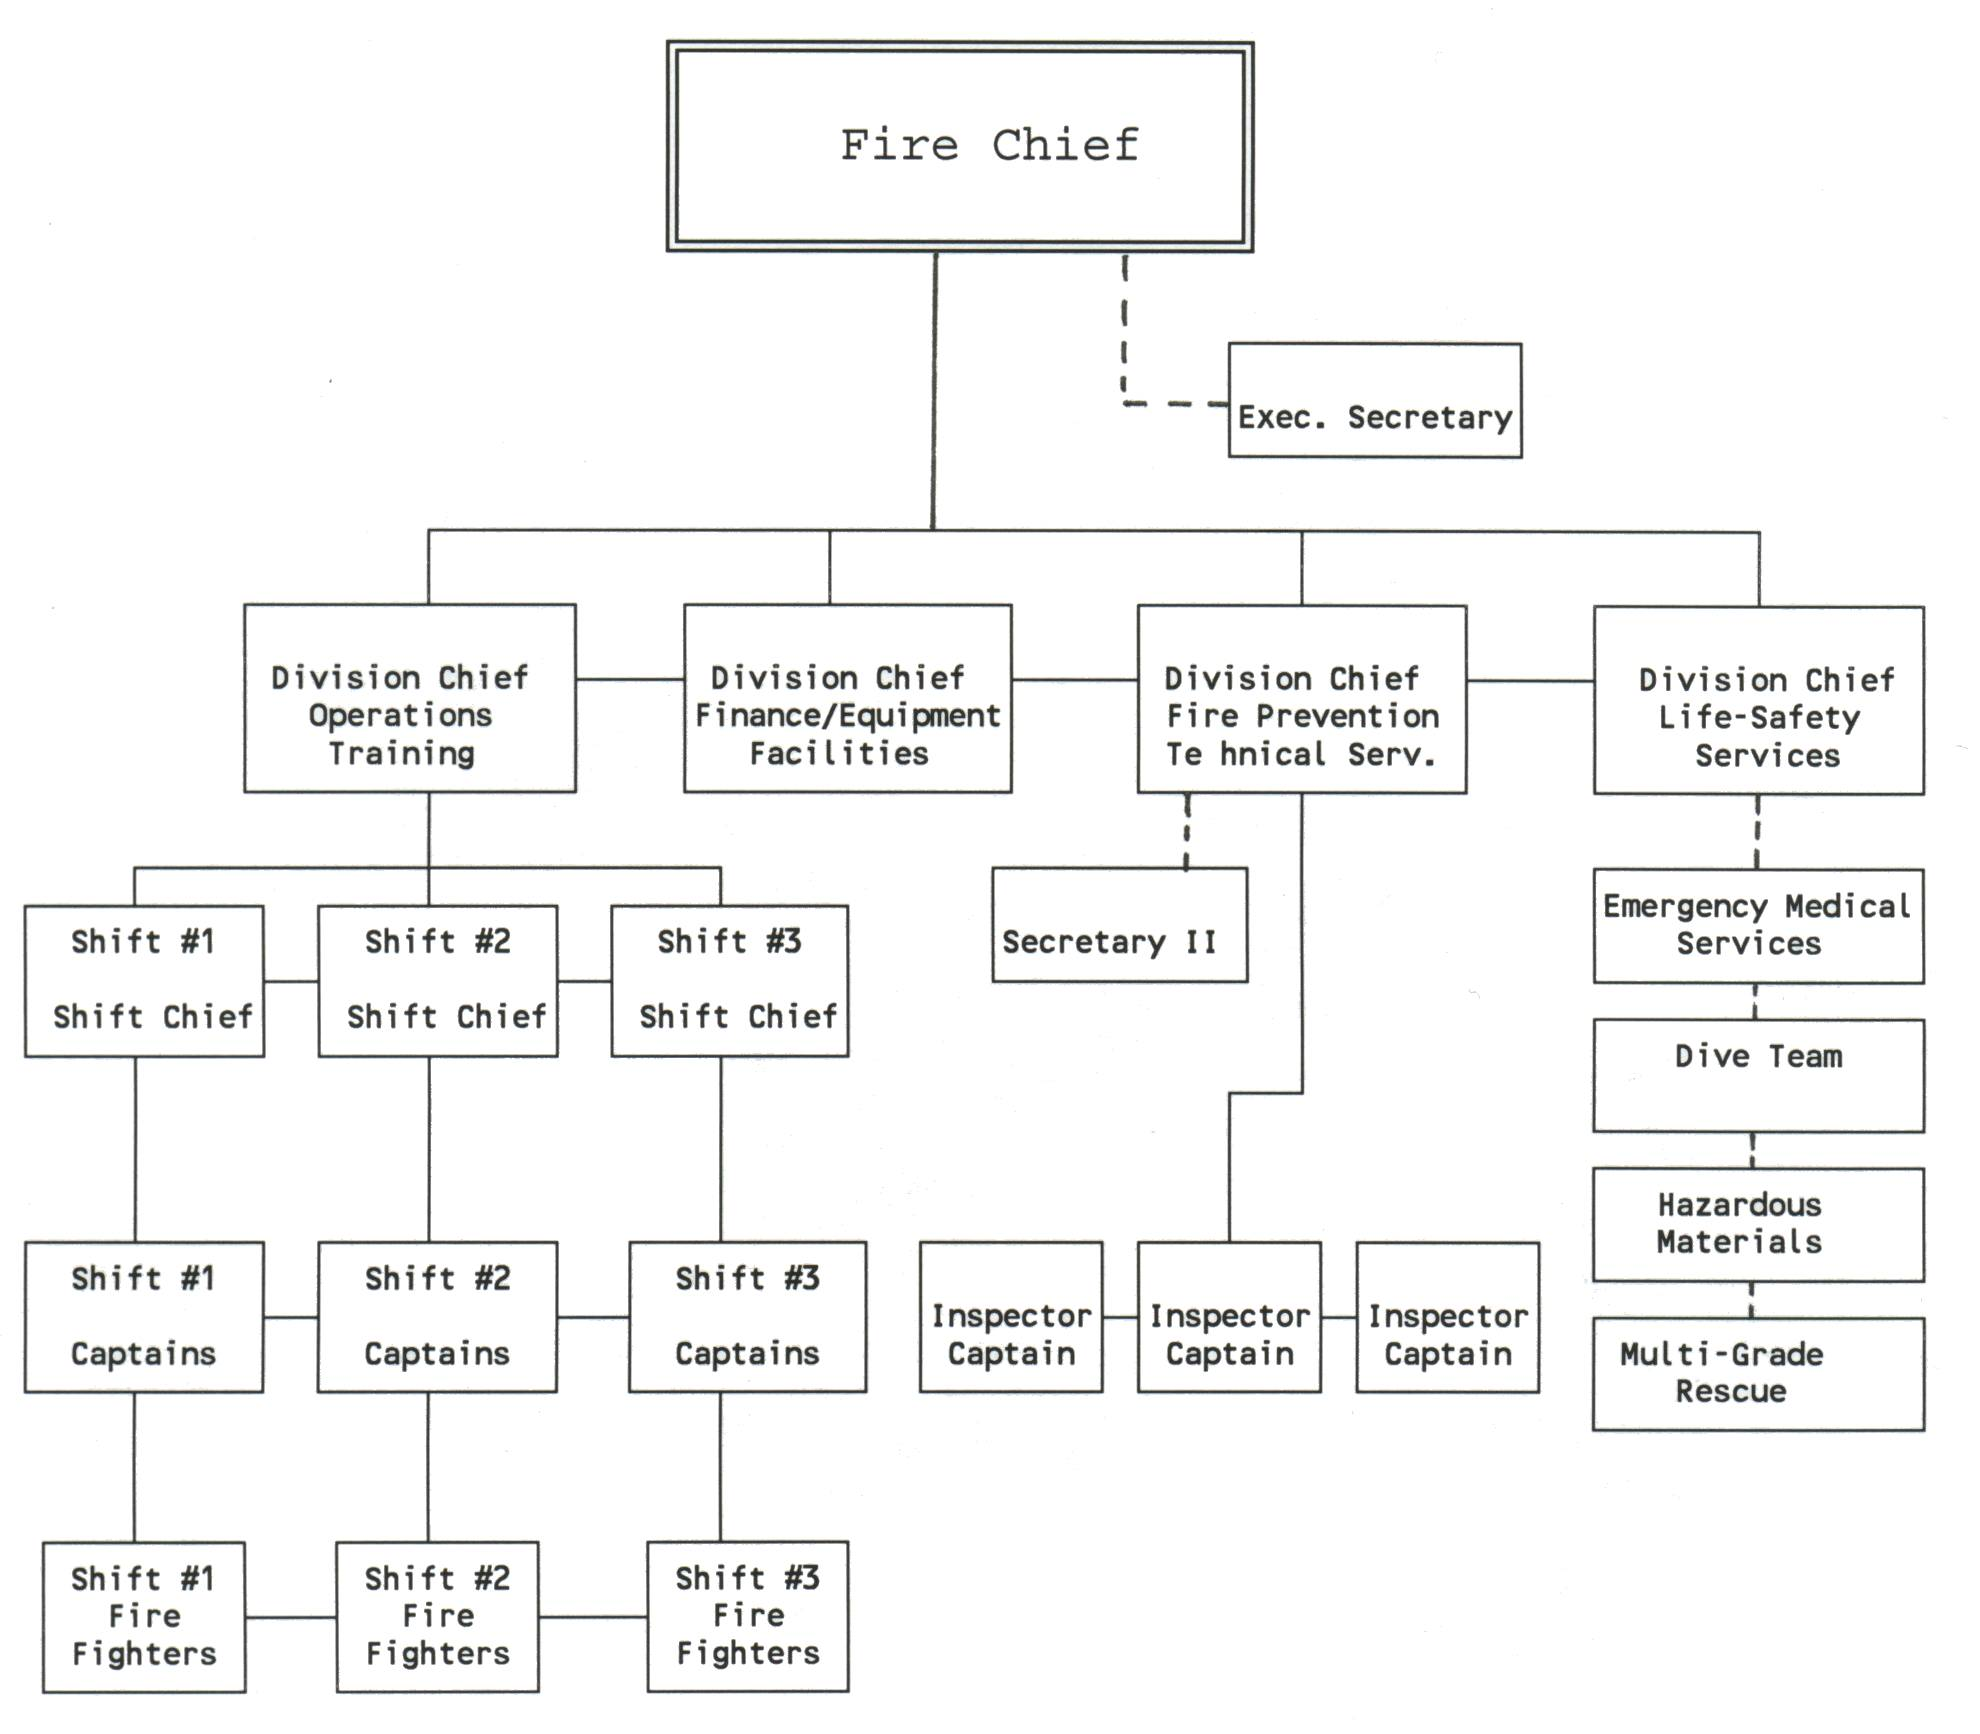 Fire Chief
Exec. Secretary
Division Chief
Operations
Training
Division Chief
Finance/Equipment
Facilities
Division Chief
Fire Prevention
Te hnical Serv.
Division Chief
Life-Safety
Services
Shift #1
Shift Chief
Shift #2
Shift Chief
Shift #3
Shift Chief
Secretary II
Emergency Medical
Services
Dive Team
Hazardous
Materials
Multi-Grade
Rescue
Shift #1
Captains
Shift #2
Captains
Shift #3
Captains
Inspector
Captain
Inspector
Captain
Inspector
Captain
Shift #1
Fire
Fighters
Shift #2
Fire
Fighters
Shift #3
Fire
Fighters